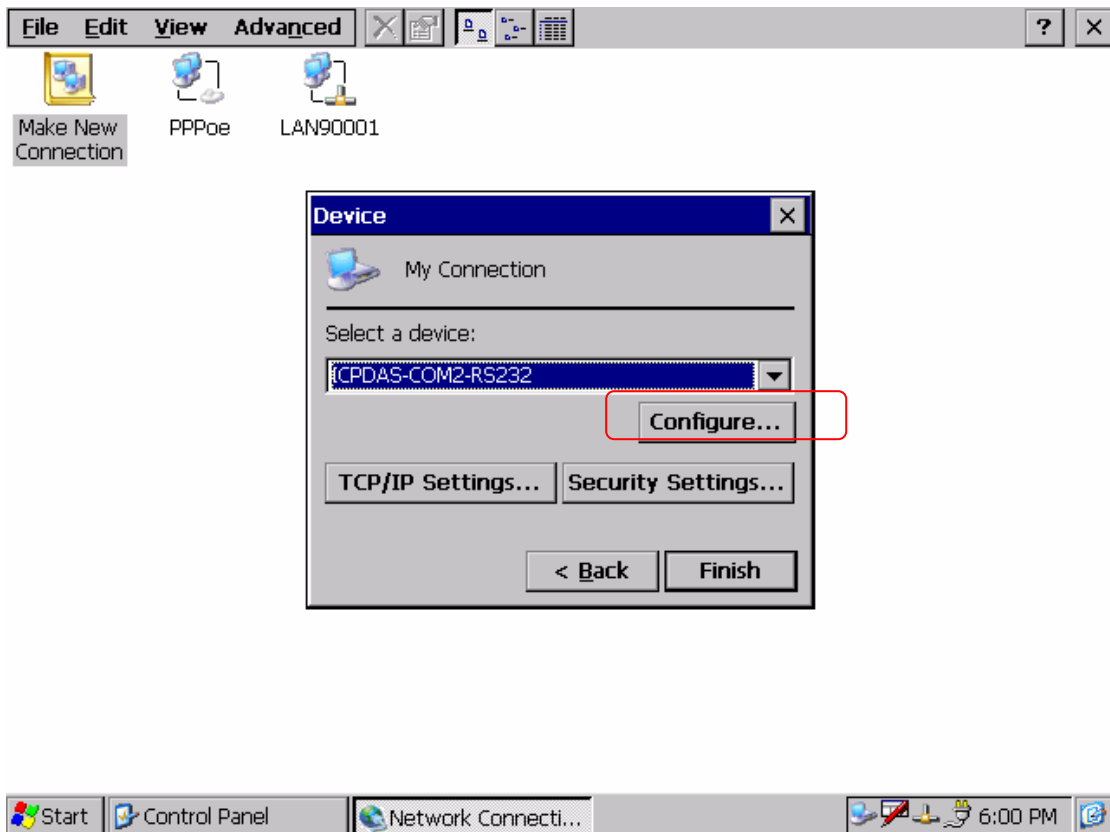 File Edit View Advanced ? ×
Make New
Connection
PPPoe
LAN90001
Device
My Connection
Select a device:
ICPDAS-COM2-RS232
Configure...
TCP/IP Settings... Security Settings...
< Back Finish
Start Control Panel Network Connecti... 6:00 PM